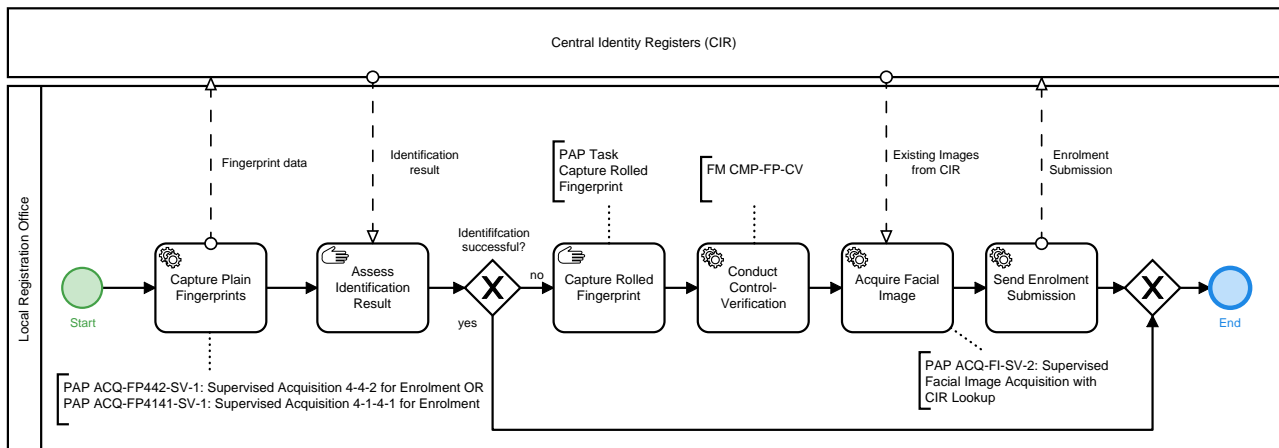 Central Identity Registers (CIR)
Local Registration Office
Fingerprint data
Identification
result
PAP Task
Capture Rolled
Fingerprint
FM CMP-FP-CV
Existing Images
from CIR
Enrolment
Submission
Start
Capture Plain
Fingerprints
Assess
Identification
Result
Identififcation
successful?
no
yes
Capture Rolled
Fingerprint
Conduct
Control-
Verification
Acquire Facial
Image
Send Enrolment
Submission
End
PAP ACQ-FP442-SV-1: Supervised Acquisition 4-4-2 for Enrolment OR
PAP ACQ-FP4141-SV-1: Supervised Acquisition 4-1-4-1 for Enrolment
PAP ACQ-FI-SV-2: Supervised
Facial Image Acquisition with
CIR Lookup